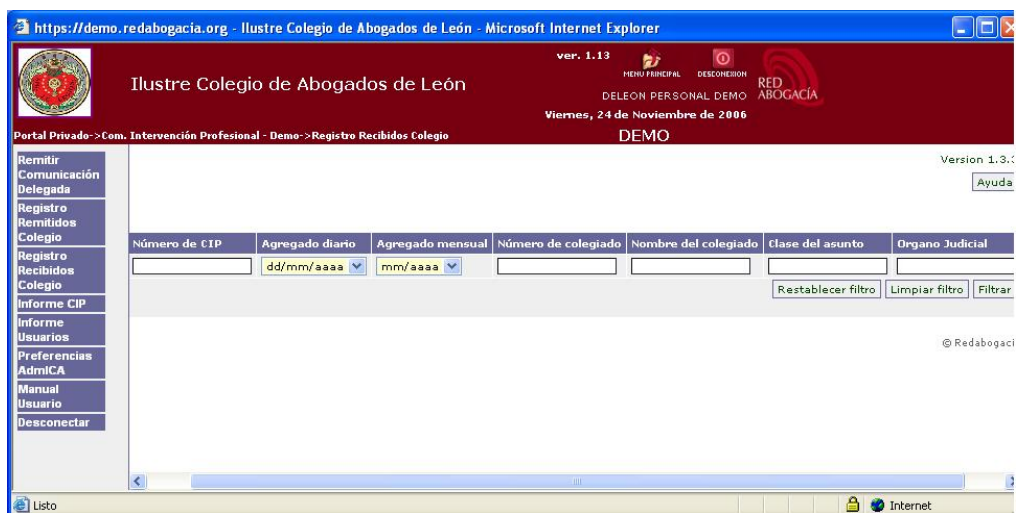 https://demo.redabogacia.org - Ilustre Colegio de Abogados de León - Microsoft Internet Explorer
ver. 1.13
MENU PRINCIPAL DESCONEXION
Ilustre Colegio de Abogados de León
RED
ABOGACÍA
DELEON PERSONAL DEMO
Viernes, 24 de Noviembre de 2006
Portal Privado->Com. Intervención Profesional - Demo->Registro Recibidos Colegio
DEMO
Remitir
Comunicación
Delegada
Registro
Remitidos
Colegio
Registro
Recibidos
Colegio
Informe CIP
Informe
Usuarios
Preferencias
AdmICA
Manual
Usuario
Desconectar
Version 1.3.
Ayuda
Número de CIP Agregado diario Agregado mensual Número de colegiado Nombre del colegiado Clase del asunto Organo Judicial
dd/mm/aaaa mm/aaaa
Restablecer filtro Limpiar filtro Filtrar
© Redabogaci
Listo Internet